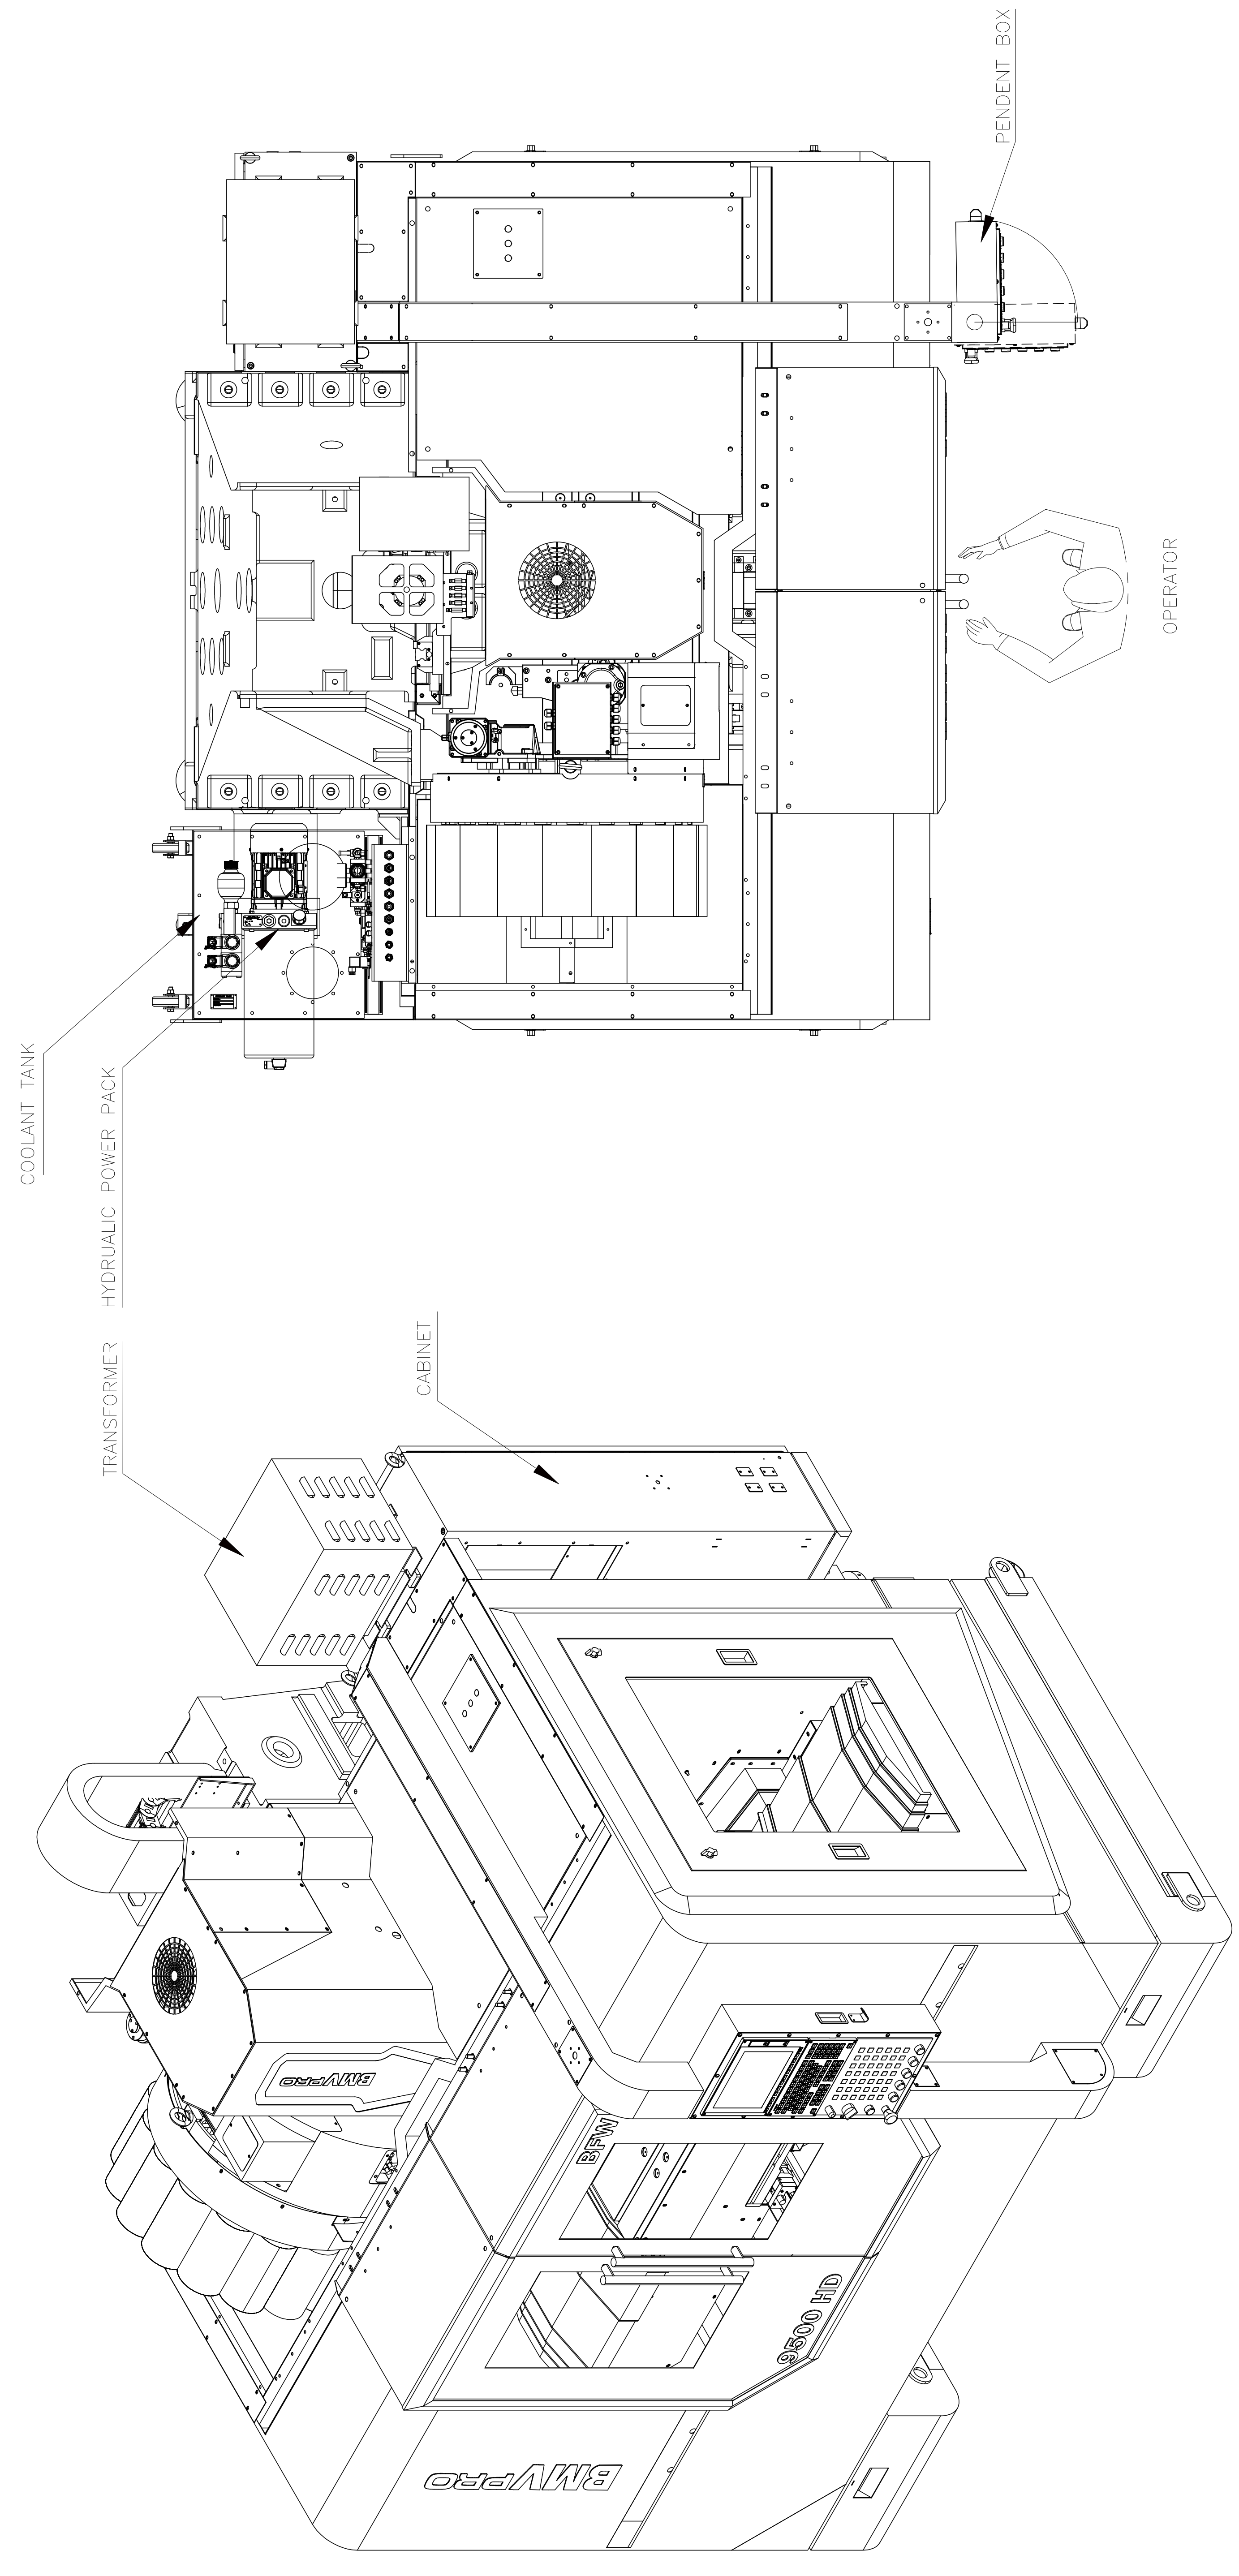 PENDENT BOX
OPERATOR
COOLANT TANK
HYDRUALIC POWER PACK
TRANSFORMER
CABINET
BMVPRO
BFW
9500 HD
BMVPRO